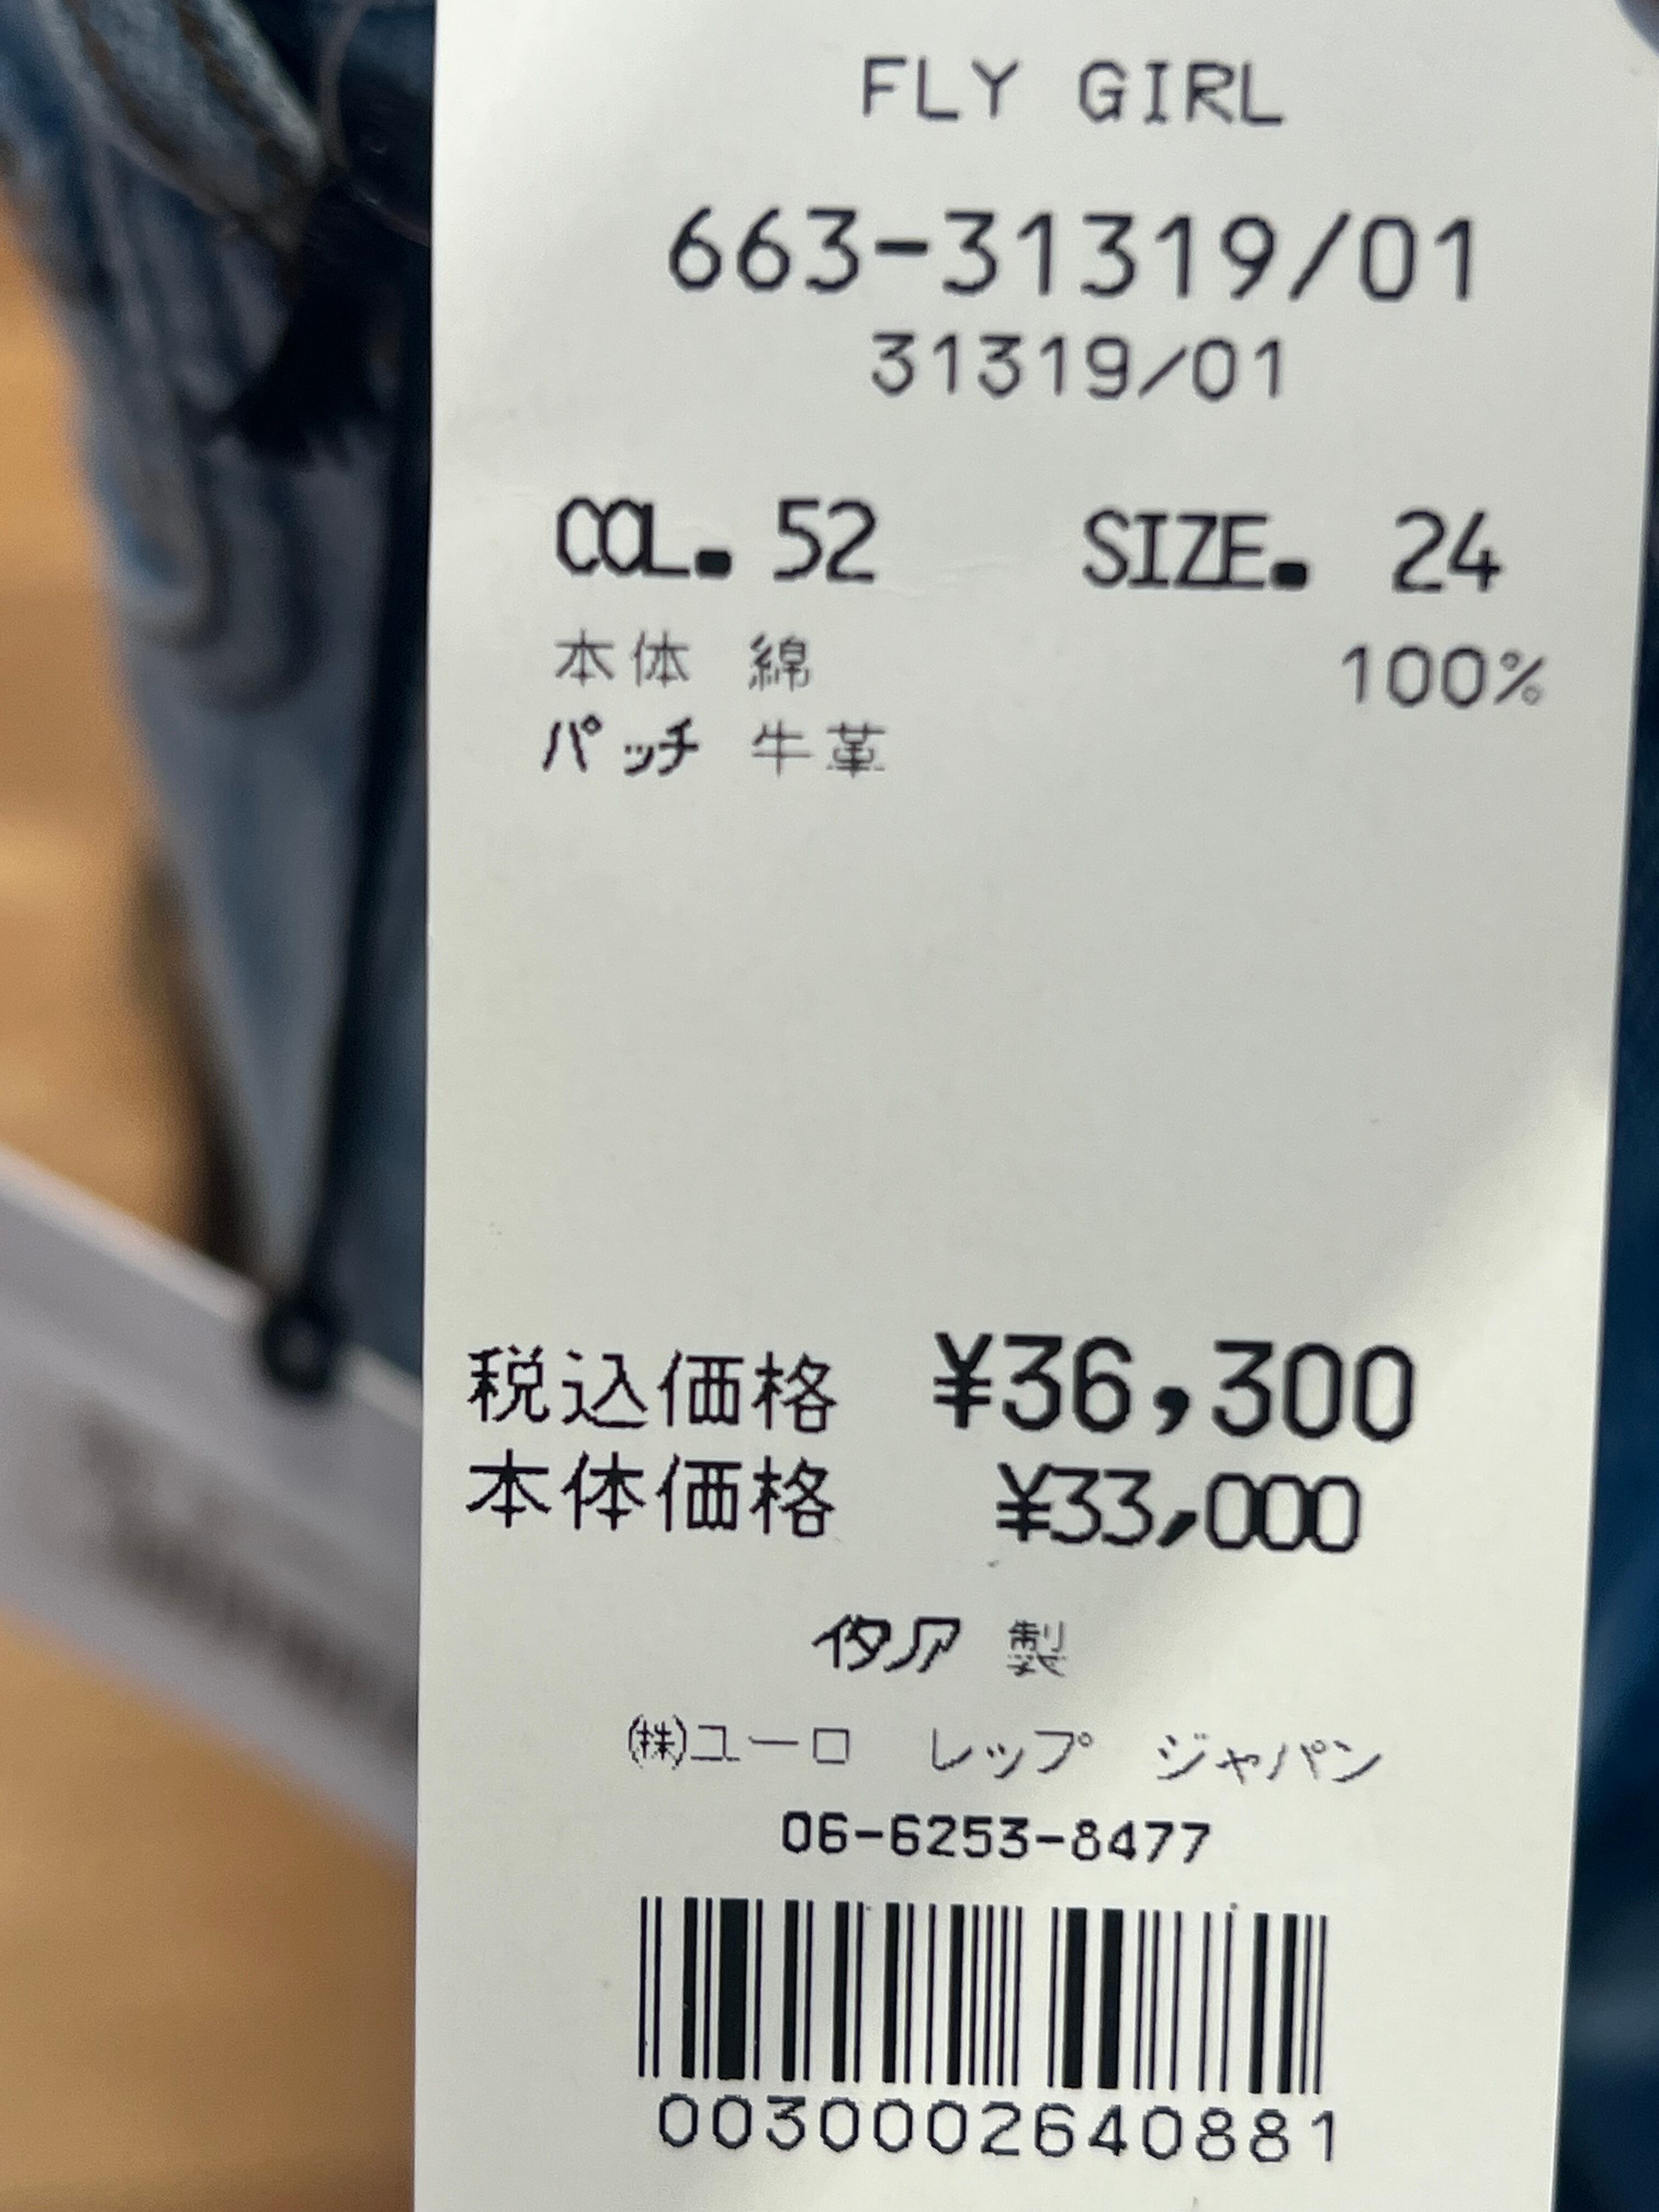 FLY GIRL
663-31319/01
31319/01
COL. 52 SIZE. 24
本体 綿 100%
パッチ 牛革
税込価格 ¥36,300
本体価格 ¥33,000
イタリア 製
㈱ユーロ レップ ジャパン
06-6253-8477
0030002640881